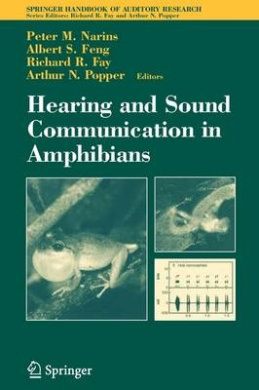 SPRINGER HANDBOOK OF AUDITORY RESEARCH
Series Editors: Richard R. Fay and Arthur N. Popper
Peter M. Narins
Albert S. Feng
Richard R. Fay
Arthur N. Popper Editors
Hearing and Sound
Communication in
Amphibians
Springer